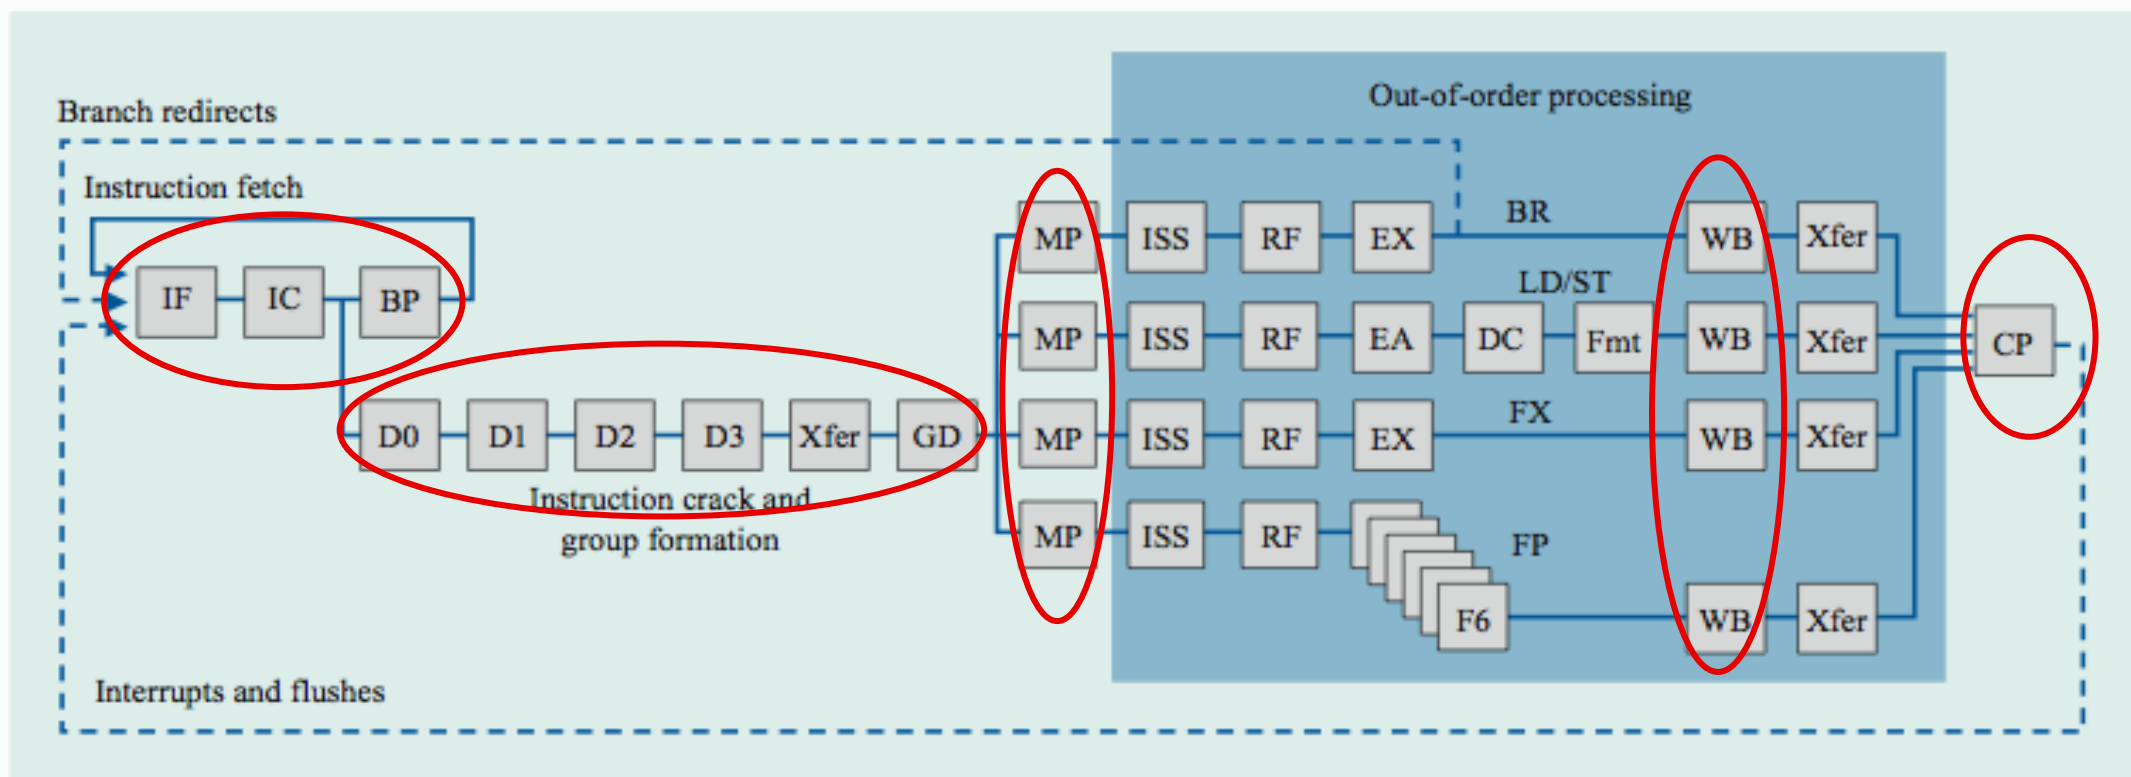 Out-of-order processing
Branch redirects
Instruction fetch
IF IC BP
D0 D1 D2 D3 Xfer GD
Instruction crack and
group formation
MP ISS RF EX BR WB Xfer
LD/ST
MP ISS RF EA DC Fmt WB Xfer
CP
FX
MP ISS RF EX WB Xfer
MP ISS RF FP
F6 WB Xfer
Interrupts and flushes